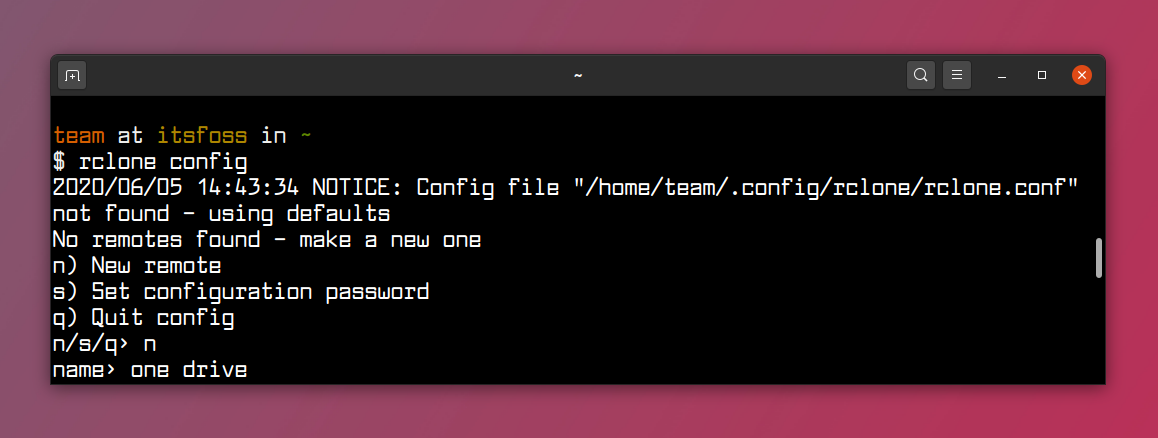 ~
team at itsfoss in ~
$ rclone config
2020/06/05 14:43:34 NOTICE: Config file "/home/team/.config/rclone/rclone.conf"
not found - using defaults
No remotes found - make a new one
n) New remote
s) Set configuration password
q) Quit config
n/s/q> n
name> one drive